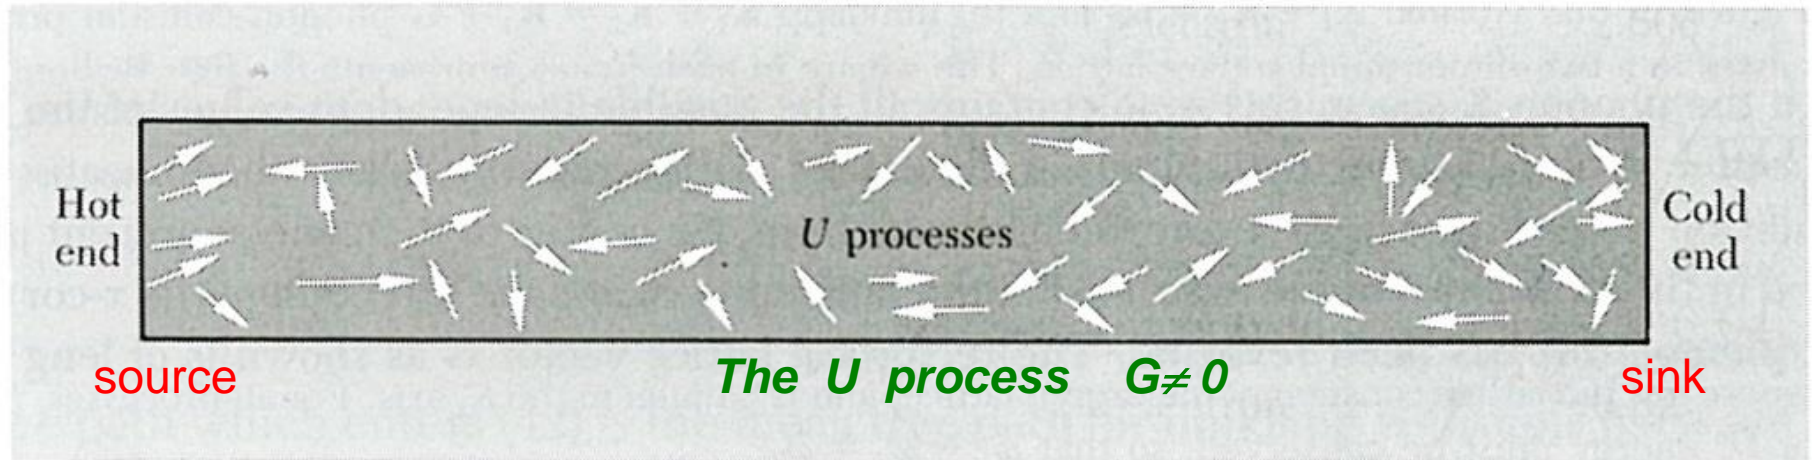 Hot
end
U processes
Cold
end
source
The U process G≠ 0
sink